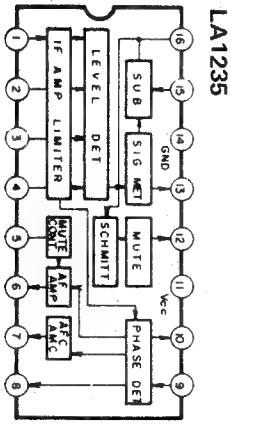 LA1235
1
2
3
4
5
6
7
8
16
15
14
13
12
11
10
9
GND
Vcc
IF AMP LIMITER
LEVEL DET
SUB
SIG MET
SCHMITT
MUTE
MUTE CONT.
AF AMP
AFC AMC
PHASE DET